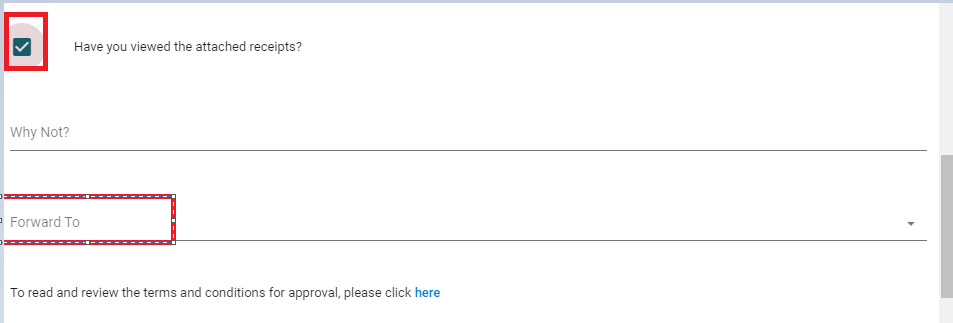 Have you viewed the attached receipts?
Why Not?
Forward To
To read and review the terms and conditions for approval, please click here